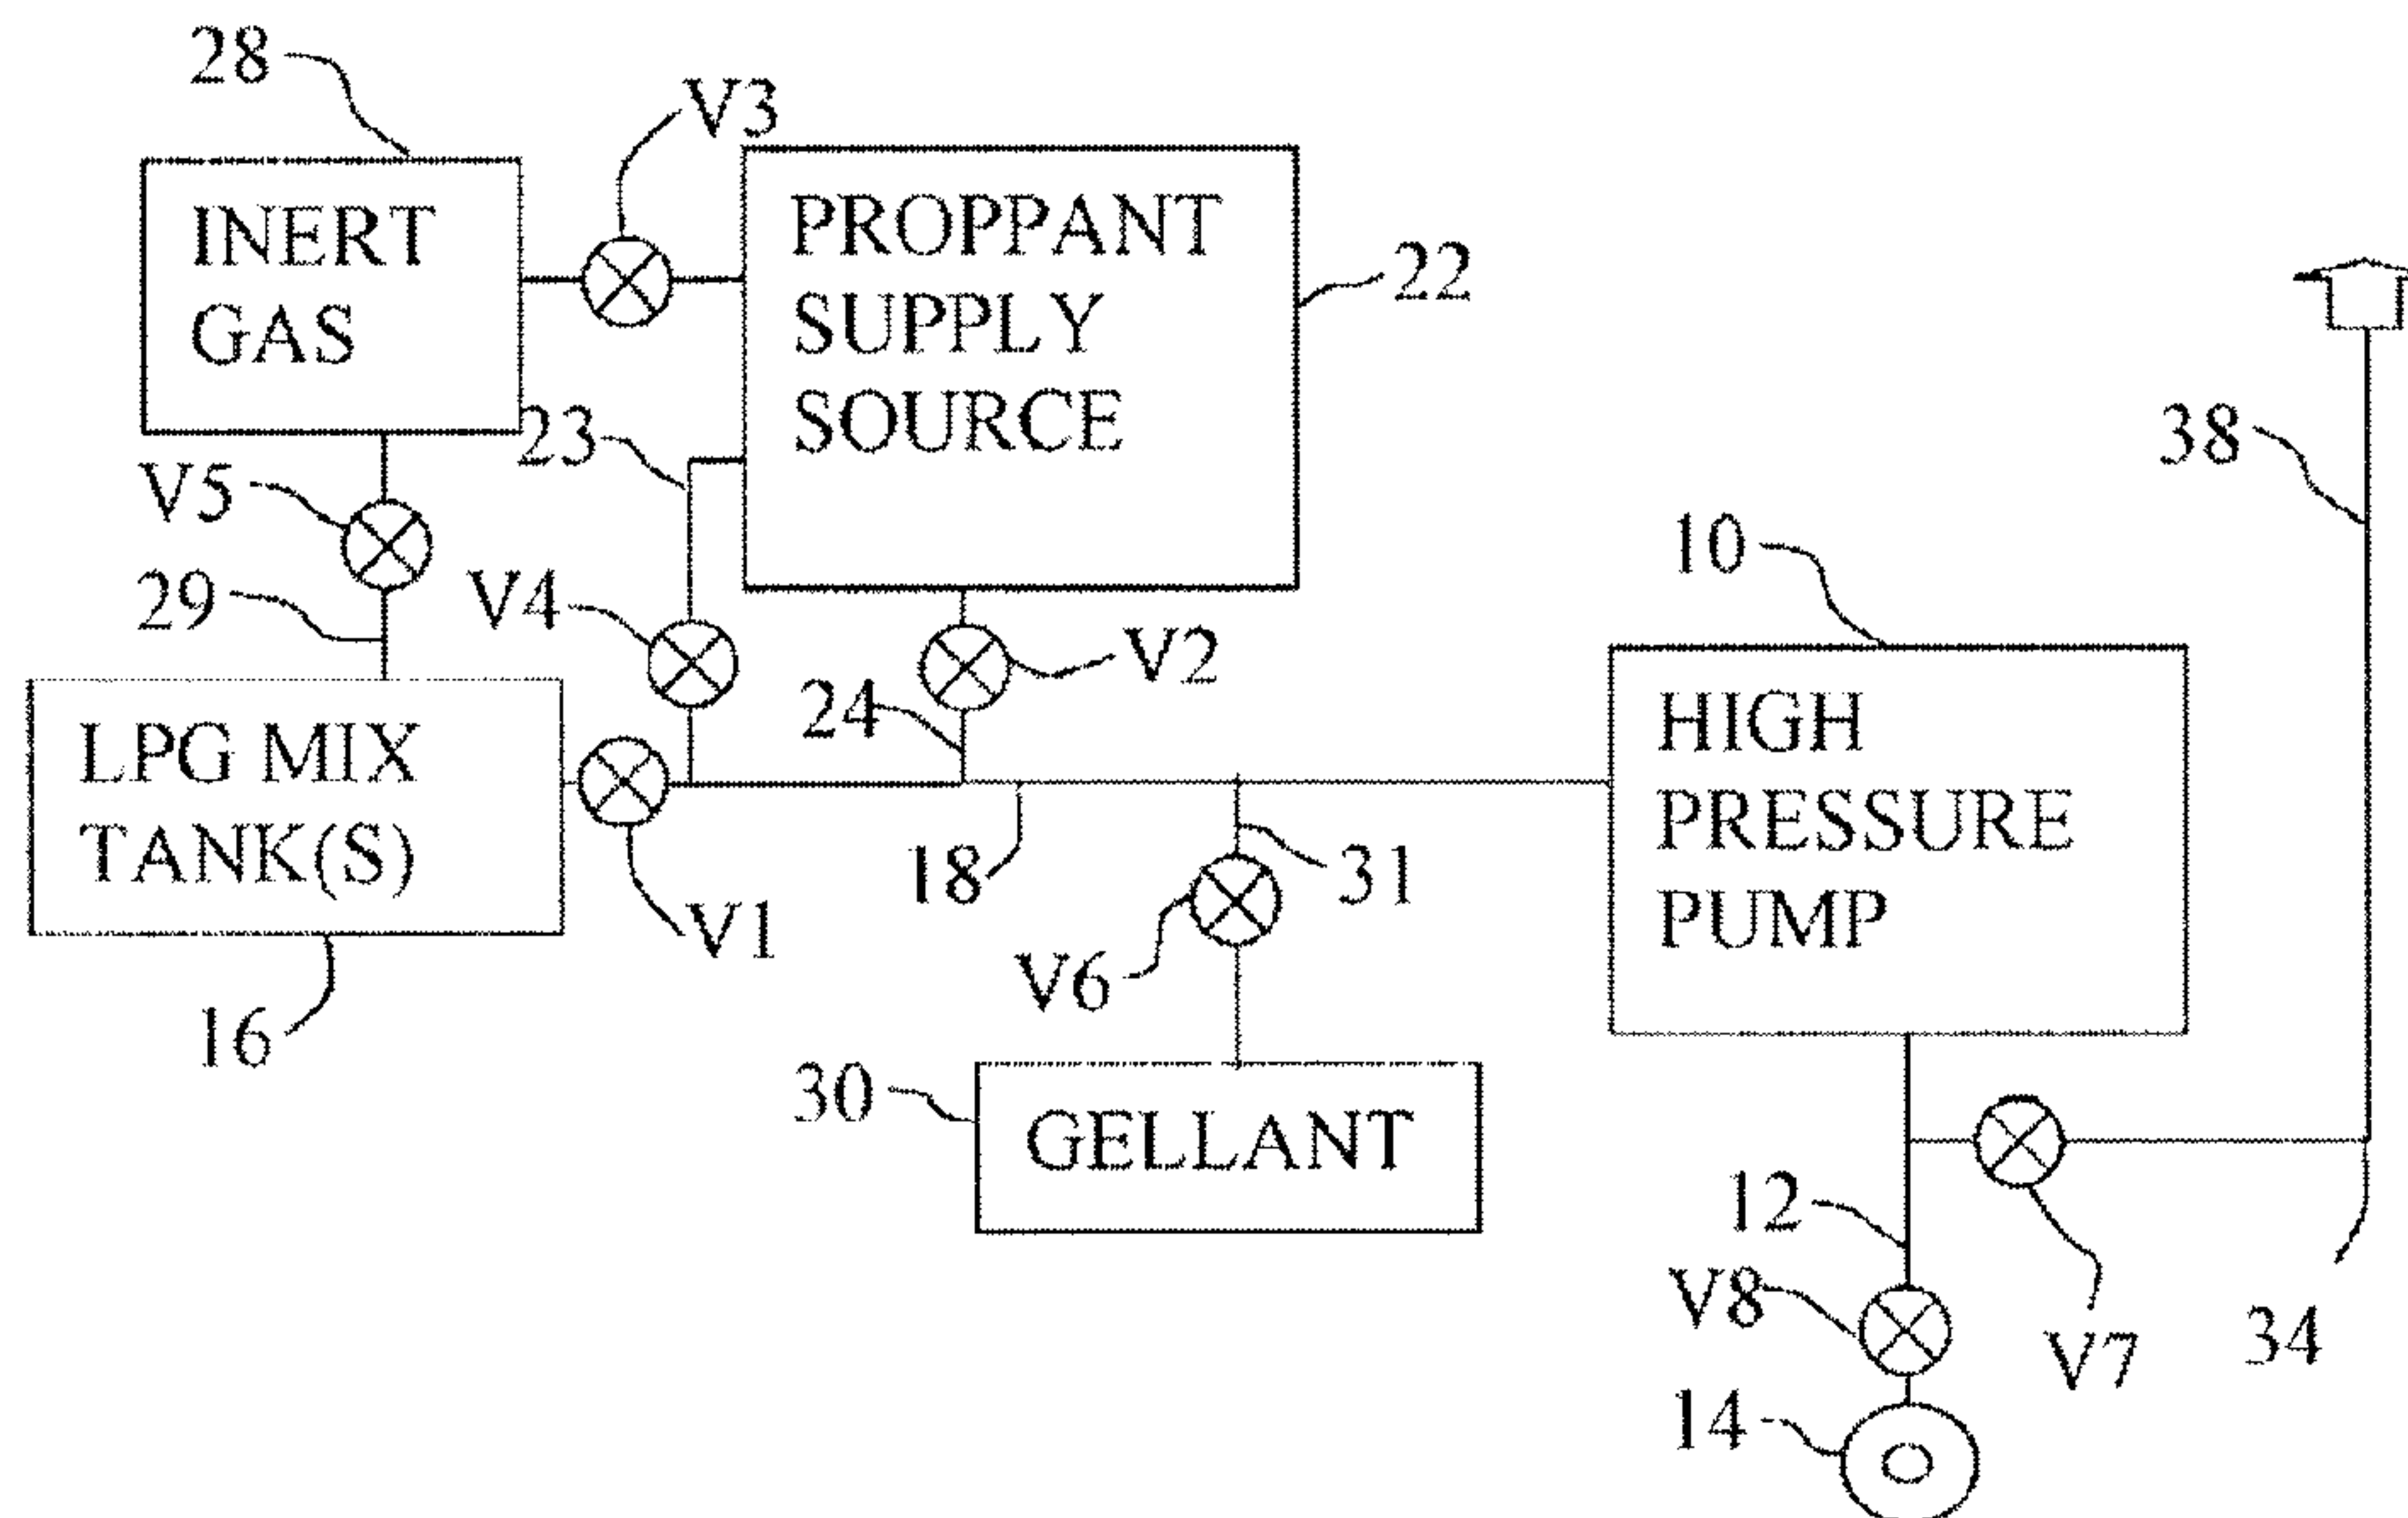 28
V3
INERT
GAS
PROPPANT
SUPPLY
SOURCE
22
23
38
V5
10
29
V4
V2
24
LPG MIX
TANK(S)
HIGH
PRESSURE
PUMP
18
31
V1
V6
16
30
GELLANT
12
V8
34
V7
14